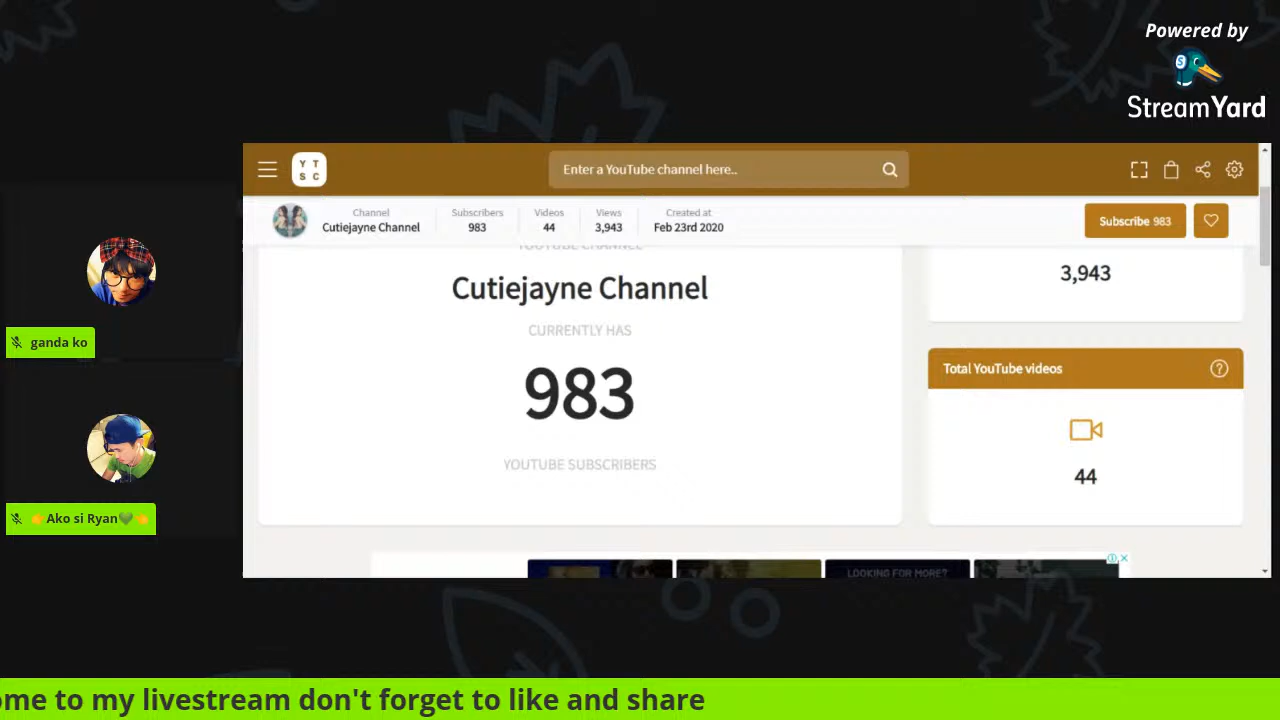 Powered by
StreamYard
Y T
S C
Enter a YouTube channel here..
Channel
Cutiejayne Channel
Subscribers
983
Videos
44
Views
3,943
Created at
Feb 23rd 2020
Subscribe 983
YOUTUBE CHANNEL
Cutiejayne Channel
CURRENTLY HAS
983
YOUTUBE SUBSCRIBERS
3,943
Total YouTube videos
44
LOOKING FOR MORE?
ganda ko
Ako si Ryan
ome to my livestream don't forget to like and share